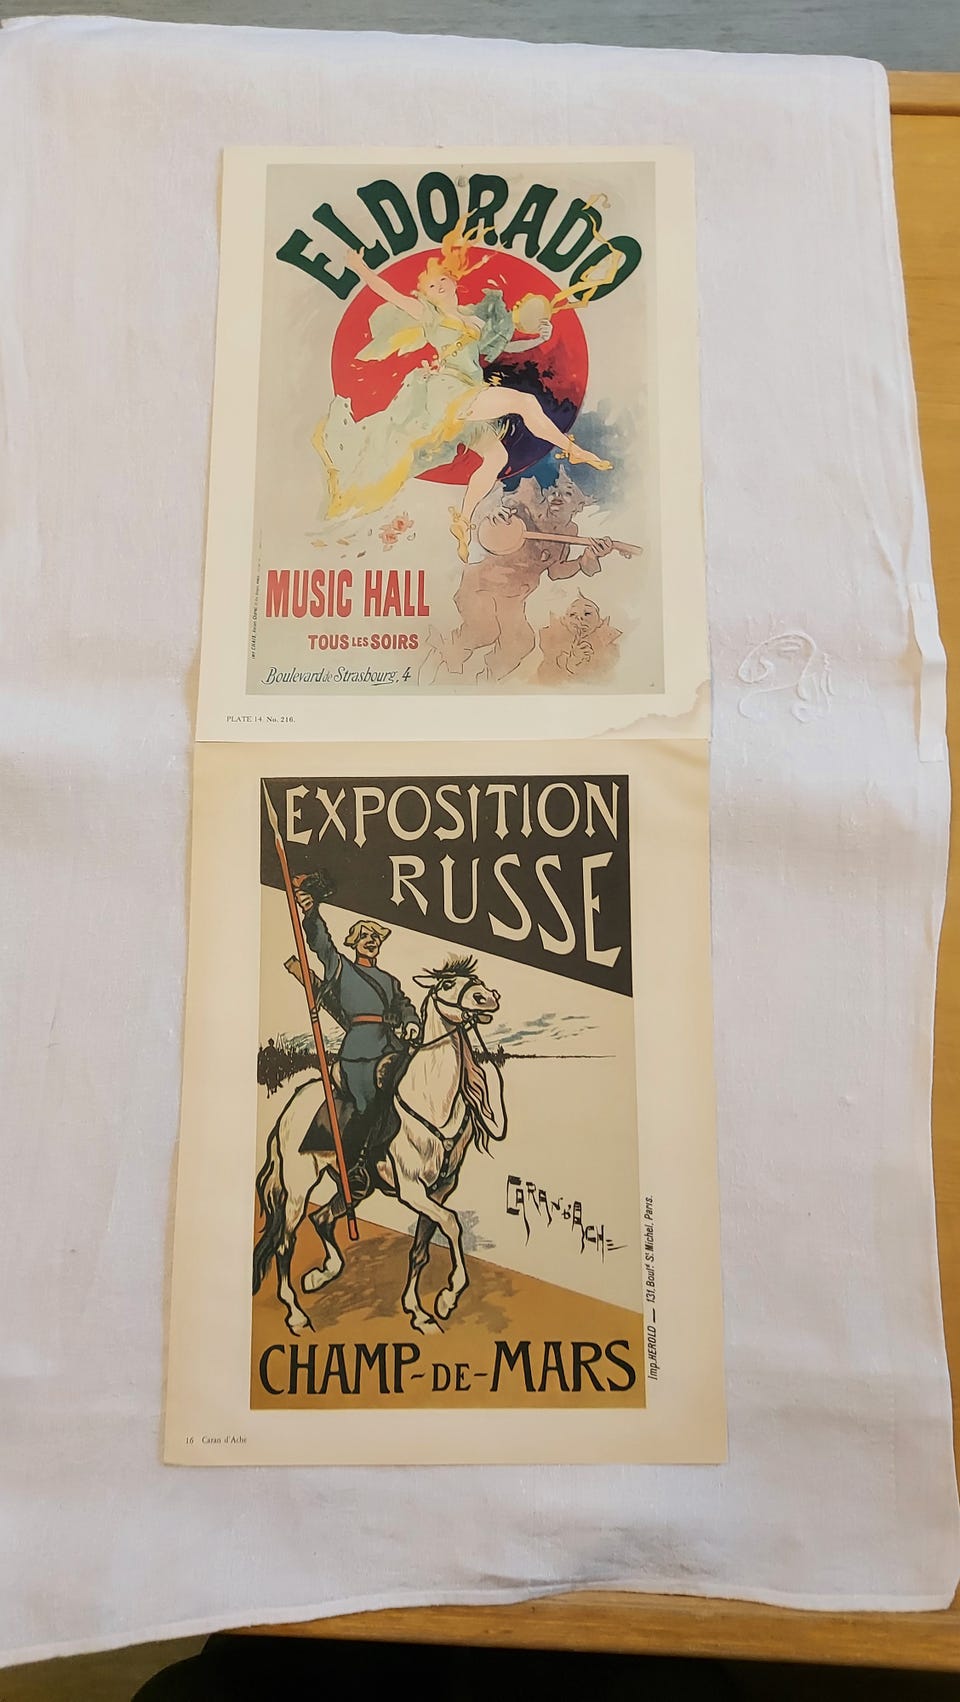 ELDORADO
MUSIC HALL
TOUS LES SOIRS
Boulevard de Strasbourg, 4
PLATE 14. No. 216.
EXPOSITION
RUSSE
CARAN D'ACHE
Imp. HEROLD — 131. Boulᵈ St Michel. Paris.
CHAMP-DE-MARS
16 Caran d'Ache